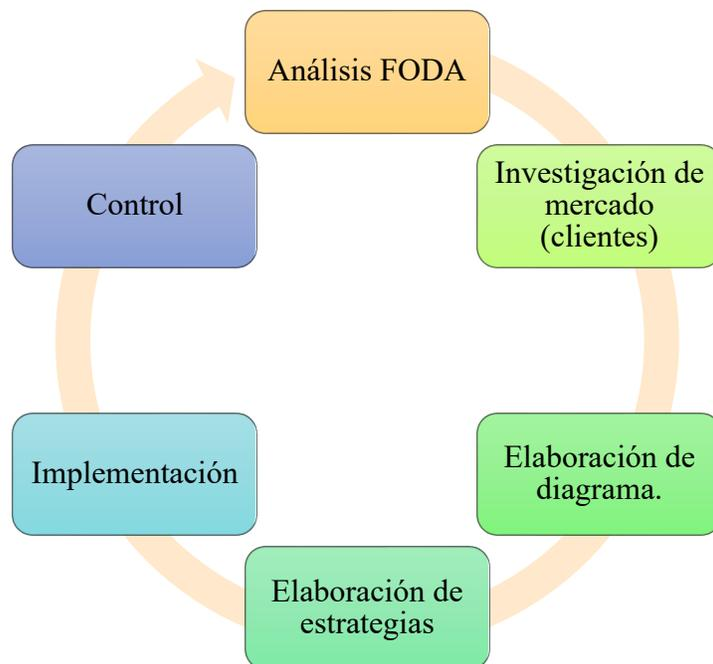 Análisis FODA
Investigación de
mercado
(clientes)
Elaboración de
diagrama.
Elaboración de
estrategias
Implementación
Control